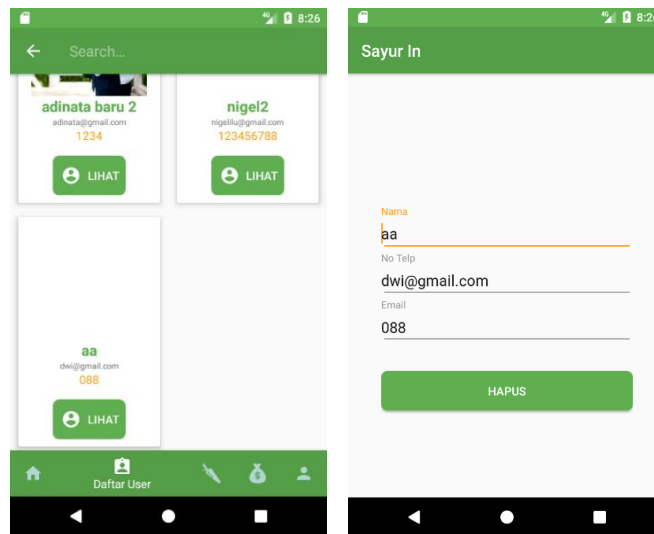 4G 8:26
Search...
adinata baru 2
adinata@gmail.com
1234
LIHAT
nigel2
nigelilu@gmail.com
123456788
LIHAT
aa
dwi@gmail.com
088
LIHAT
Daftar User
4G 8:26
Sayur In
Nama
aa
No Telp
dwi@gmail.com
Email
088
HAPUS